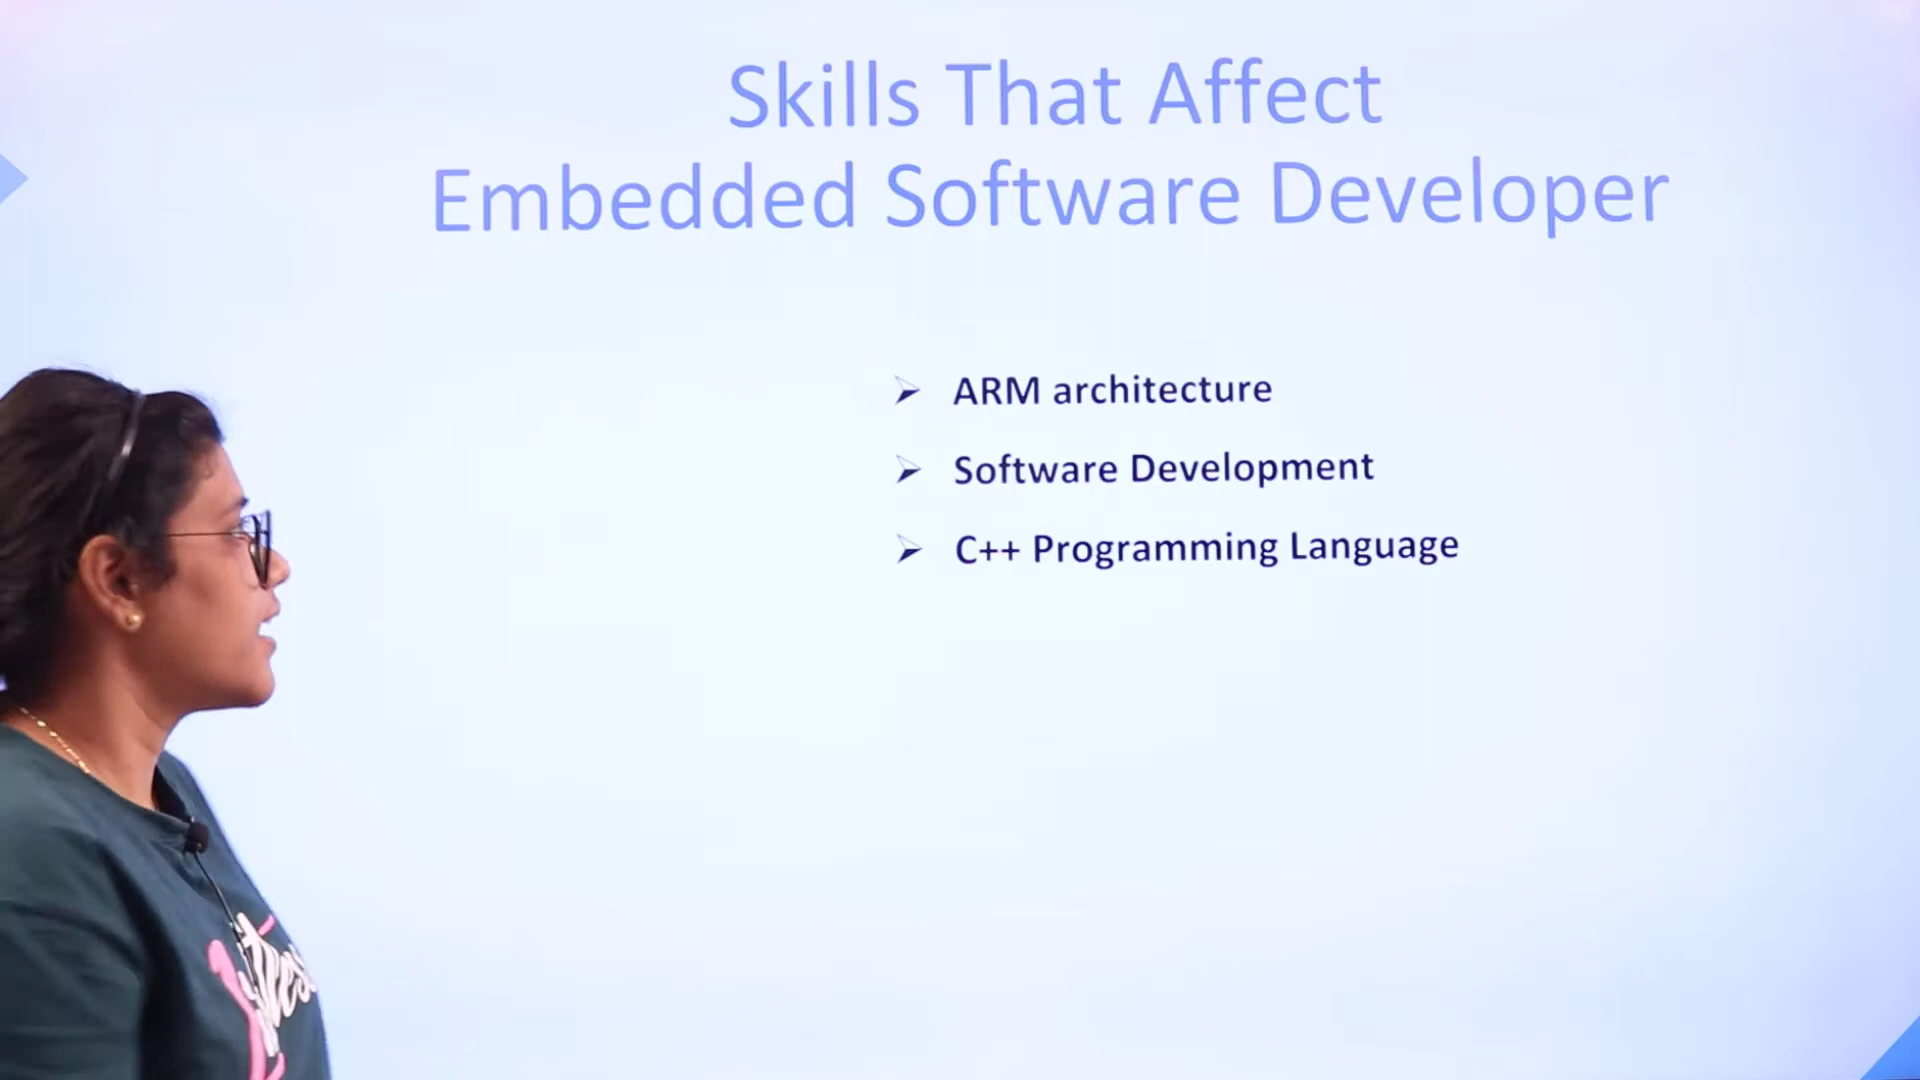 Skills That Affect
Embedded Software Developer
ARM architecture
Software Development
C++ Programming Language